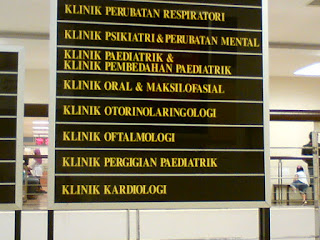 KLINIK PERUBATAN RESPIRATORI
KLINIK PSIKIATRI & PERUBATAN MENTAL
KLINIK PAEDIATRIK &
KLINIK PEMBEDAHAN PAEDIATRIK
KLINIK ORAL & MAKSILOFASIAL
KLINIK OTORINOLARINGOLOGI
KLINIK OFTALMOLOGI
KLINIK PERGIGIAN PAEDIATRIK
KLINIK KARDIOLOGI